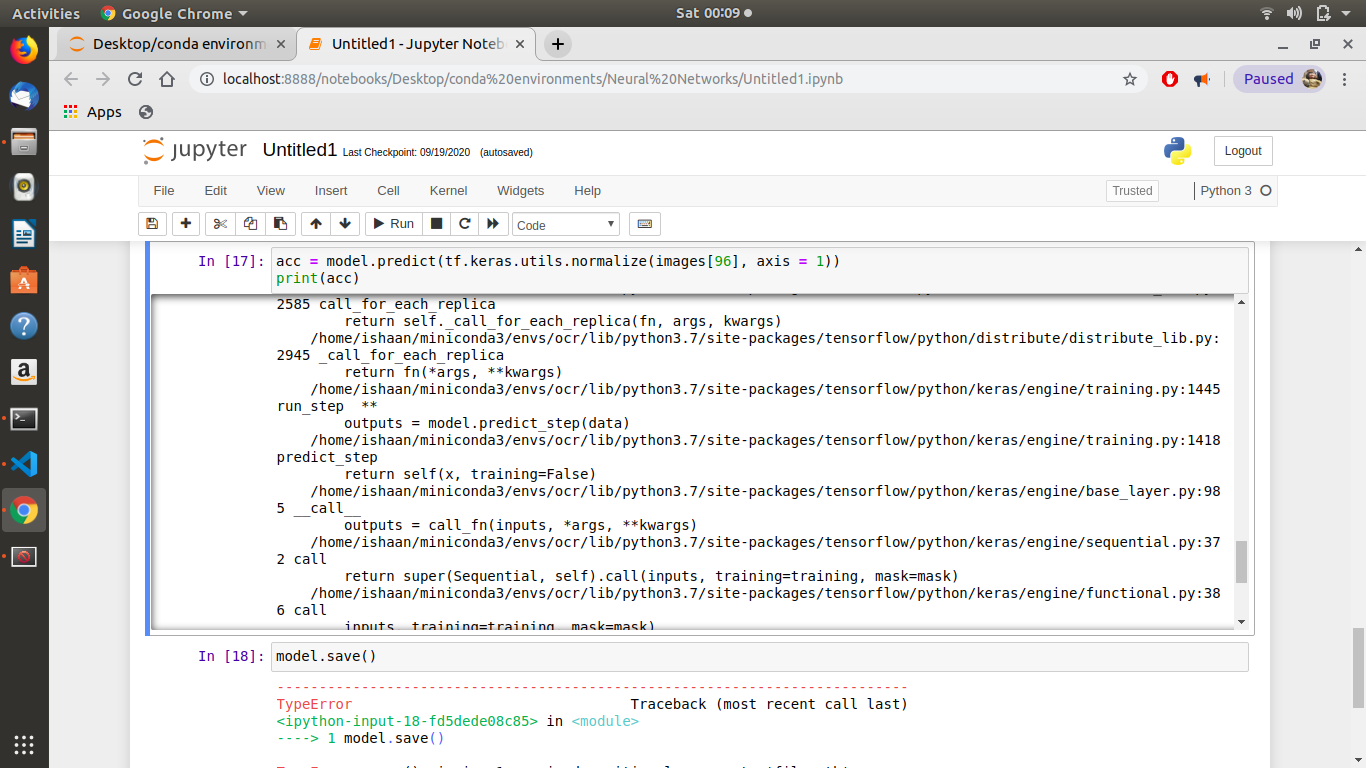 Activities
Google Chrome
Sat 00:09
Desktop/conda environm
Untitled1 - Jupyter Noteb
localhost:8888/notebooks/Desktop/conda%20environments/Neural%20Networks/Untitled1.ipynb
Paused
Apps
jupyter Untitled1 Last Checkpoint: 09/19/2020 (autosaved)
Logout
File Edit View Insert Cell Kernel Widgets Help
Trusted
Python 3
Run
Code
In [17]: acc = model.predict(tf.keras.utils.normalize(images[96], axis = 1))
print(acc)
2585 call_for_each_replica
return self._call_for_each_replica(fn, args, kwargs)
/home/ishaan/miniconda3/envs/ocr/lib/python3.7/site-packages/tensorflow/python/distribute/distribute_lib.py:
2945 _call_for_each_replica
return fn(*args, **kwargs)
/home/ishaan/miniconda3/envs/ocr/lib/python3.7/site-packages/tensorflow/python/keras/engine/training.py:1445
run_step  **
outputs = model.predict_step(data)
/home/ishaan/miniconda3/envs/ocr/lib/python3.7/site-packages/tensorflow/python/keras/engine/training.py:1418
predict_step
return self(x, training=False)
/home/ishaan/miniconda3/envs/ocr/lib/python3.7/site-packages/tensorflow/python/keras/engine/base_layer.py:98
5 __call__
outputs = call_fn(inputs, *args, **kwargs)
/home/ishaan/miniconda3/envs/ocr/lib/python3.7/site-packages/tensorflow/python/keras/engine/sequential.py:37
2 call
return super(Sequential, self).call(inputs, training=training, mask=mask)
/home/ishaan/miniconda3/envs/ocr/lib/python3.7/site-packages/tensorflow/python/keras/engine/functional.py:38
6 call
inputs, training=training, mask=mask)
In [18]: model.save()
---------------------------------------------------------------------------
TypeError Traceback (most recent call last)
<ipython-input-18-fd5dede08c85> in <module>
----> 1 model.save()